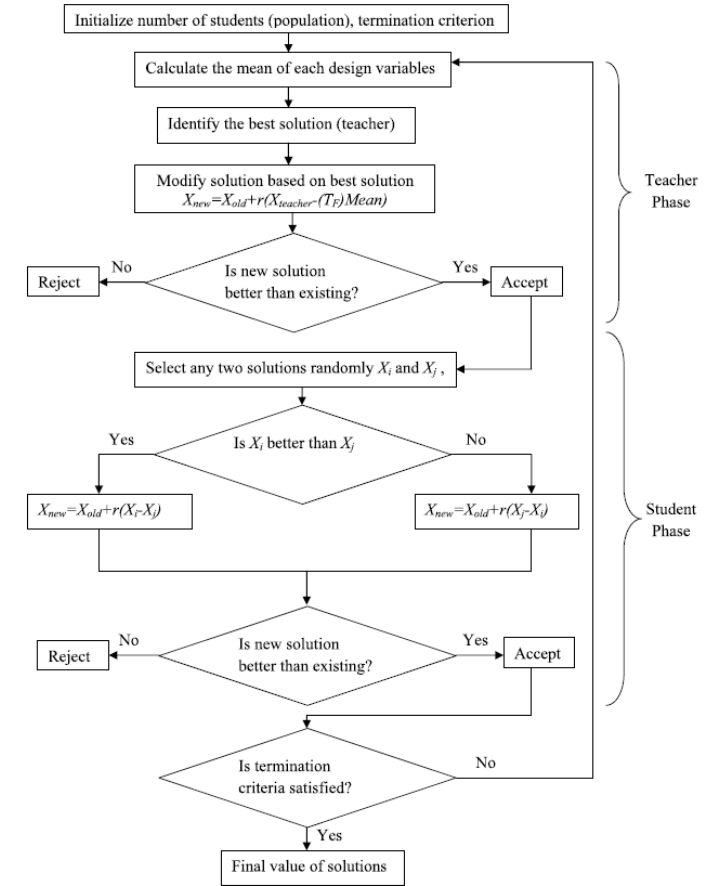 Initialize number of students (population), termination criterion
Calculate the mean of each design variables
Identify the best solution (teacher)
Modify solution based on best solution
Xnew=Xold+r(Xteacher-(TF)Mean)
Teacher
Phase
Is new solution
better than existing?
No
Yes
Reject
Accept
Select any two solutions randomly Xi and Xj ,
Is Xi better than Xj
Yes
No
Xnew=Xold+r(Xi-Xj)
Xnew=Xold+r(Xj-Xi)
Student
Phase
Is new solution
better than existing?
No
Yes
Reject
Accept
Is termination
criteria satisfied?
No
Yes
Final value of solutions